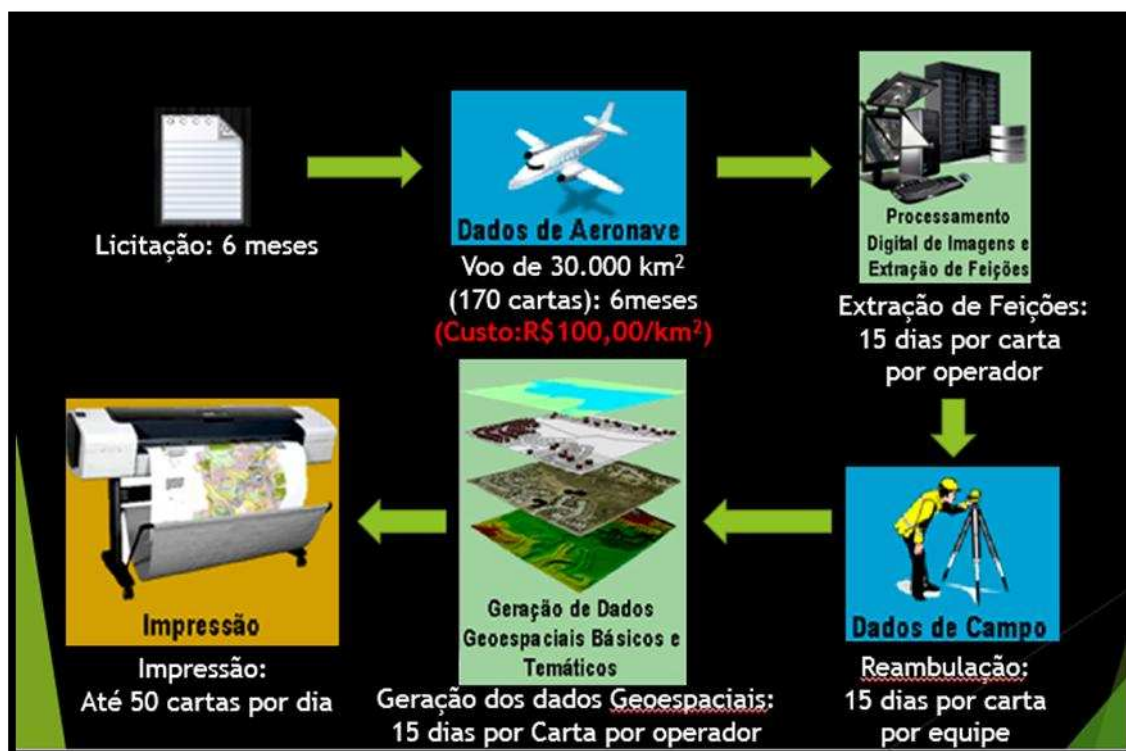 Licitação: 6 meses
Dados de Aeronave
Voo de 30.000 km²
(170 cartas): 6meses
(Custo:R$100,00/km²)
Processamento
Digital de Imagens e
Extração de Feições
Extração de Feições:
15 dias por carta
por operador
Dados de Campo
Reambulação:
15 dias por carta
por equipe
Geração de Dados
Geoespaciais Básicos e
Temáticos
Geração dos dados Geoespaciais:
15 dias por Carta por operador
Impressão
Impressão:
Até 50 cartas por dia